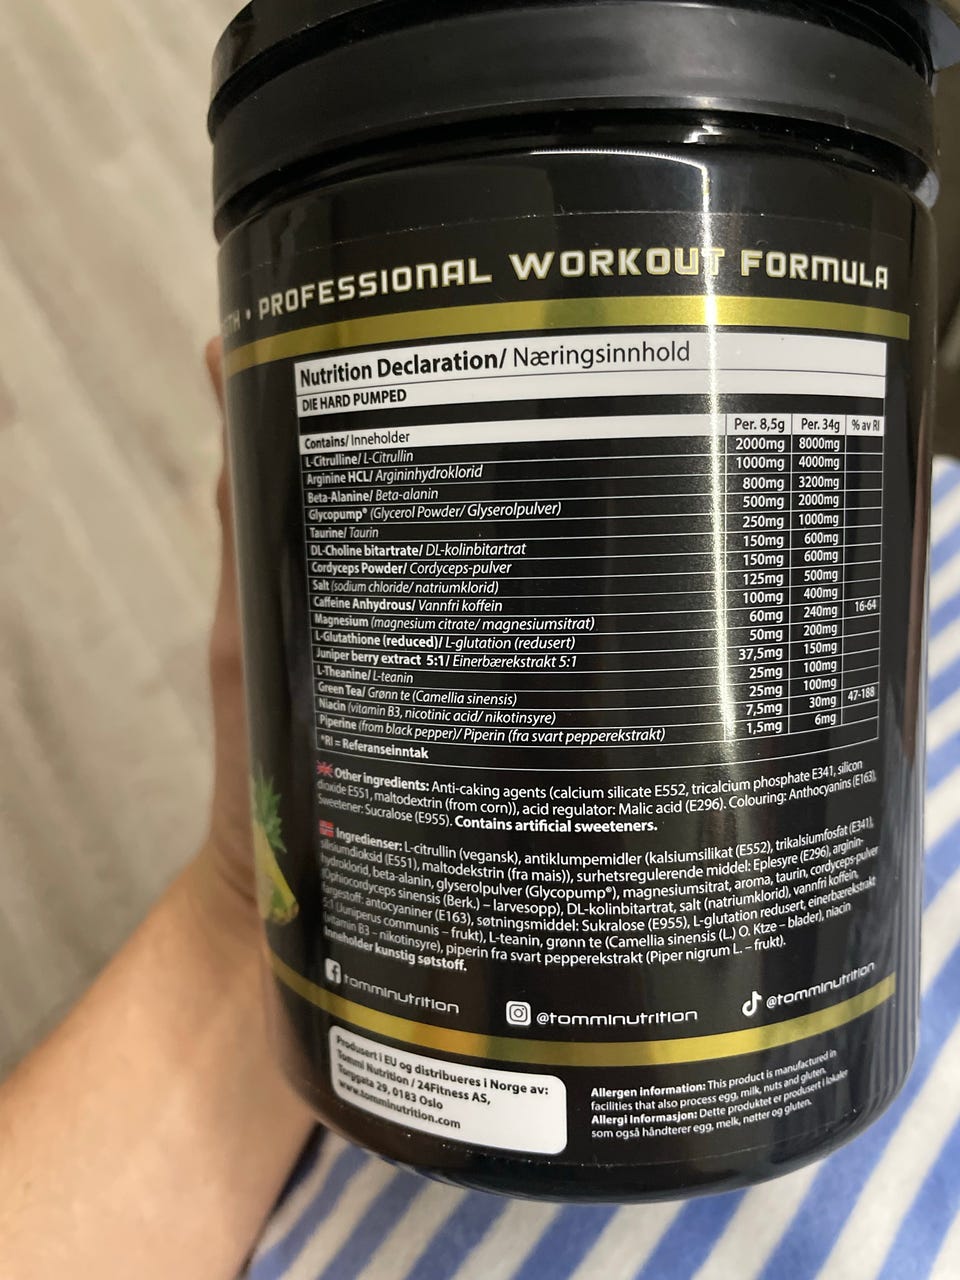 TH • PROFESSIONAL WORKOUT FORMULA
Nutrition Declaration/ Næringsinnhold
DIE HARD PUMPED
Contains/ Inneholder Per. 8,5g Per. 34g % av RI
L-Citrulline/ L-Citrullin 2000mg 8000mg
Arginine HCL/ Argininhydroklorid 1000mg 4000mg
Beta-Alanine/ Beta-alanin 800mg 3200mg
Glycopump® (Glycerol Powder/ Glyserolpulver) 500mg 2000mg
Taurine/ Taurin 250mg 1000mg
DL-Choline bitartrate/ DL-kolinbitartrat 150mg 600mg
Cordyceps Powder/ Cordyceps-pulver 150mg 600mg
Salt (sodium chloride/ natriumklorid) 125mg 500mg
Caffeine Anhydrous/ Vannfri koffein 100mg 400mg
Magnesium (magnesium citrate/ magnesiumsitrat) 60mg 240mg 16-64
L-Glutathione (reduced)/ L-glutation (redusert) 50mg 200mg
Juniper berry extract 5:1/ Einerbærekstrakt 5:1 37,5mg 150mg
L-Theanine/ L-teanin 25mg 100mg
Green Tea/ Grønn te (Camellia sinensis) 25mg 100mg
Niacin (vitamin B3, nicotinic acid/ nikotinsyre) 7,5mg 30mg 47-188
Piperine (from black pepper)/ Piperin (fra svart pepperekstrakt) 1,5mg 6mg
*RI = Referanseinntak
Other ingredients: Anti-caking agents (calcium silicate E552, tricalcium phosphate E341, silicon
dioxide E551, maltodextrin (from corn)), acid regulator: Malic acid (E296). Colouring: Anthocyanins (E163),
Sweetener: Sucralose (E955). Contains artificial sweeteners.
Ingredienser: L-citrullin (vegansk), antiklumpemidler (kalsiumsilikat (E552), trikalsiumfosfat (E341),
silisiumdioksid (E551), maltodekstrin (fra mais)), surhetsregulerende middel: Eplesyre (E296), arginin-
hydroklorid, beta-alanin, glyserolpulver (Glycopump®), magnesiumsitrat, aroma, taurin, cordyceps-pulver
(Ophiocordyceps sinensis (Berk.) – larvesopp), DL-kolinbitartrat, salt (natriumklorid), vannfri koffein,
fargestoff: antocyaniner (E163), søtningsmiddel: Sukralose (E955), L-glutation redusert, einerbærekstrakt
5:1 (Juniperus communis – frukt), L-teanin, grønn te (Camellia sinensis (L.) O. Ktze – blader), niacin
(vitamin B3 – nikotinsyre), piperin fra svart pepperekstrakt (Piper nigrum L. – frukt).
Inneholder kunstig søtstoff.
tommInutrition @tommInutrition @tommInutrition
Produsert i EU og distribueres i Norge av:
Tommi Nutrition / 24Fitness AS,
Torggata 29, 0183 Oslo
www.tomminutrition.com
Allergen information: This product is manufactured in
facilities that also process egg, milk, nuts and gluten.
Allergi Informasjon: Dette produktet er produsert i lokaler
som også håndterer egg, melk, nøtter og gluten.